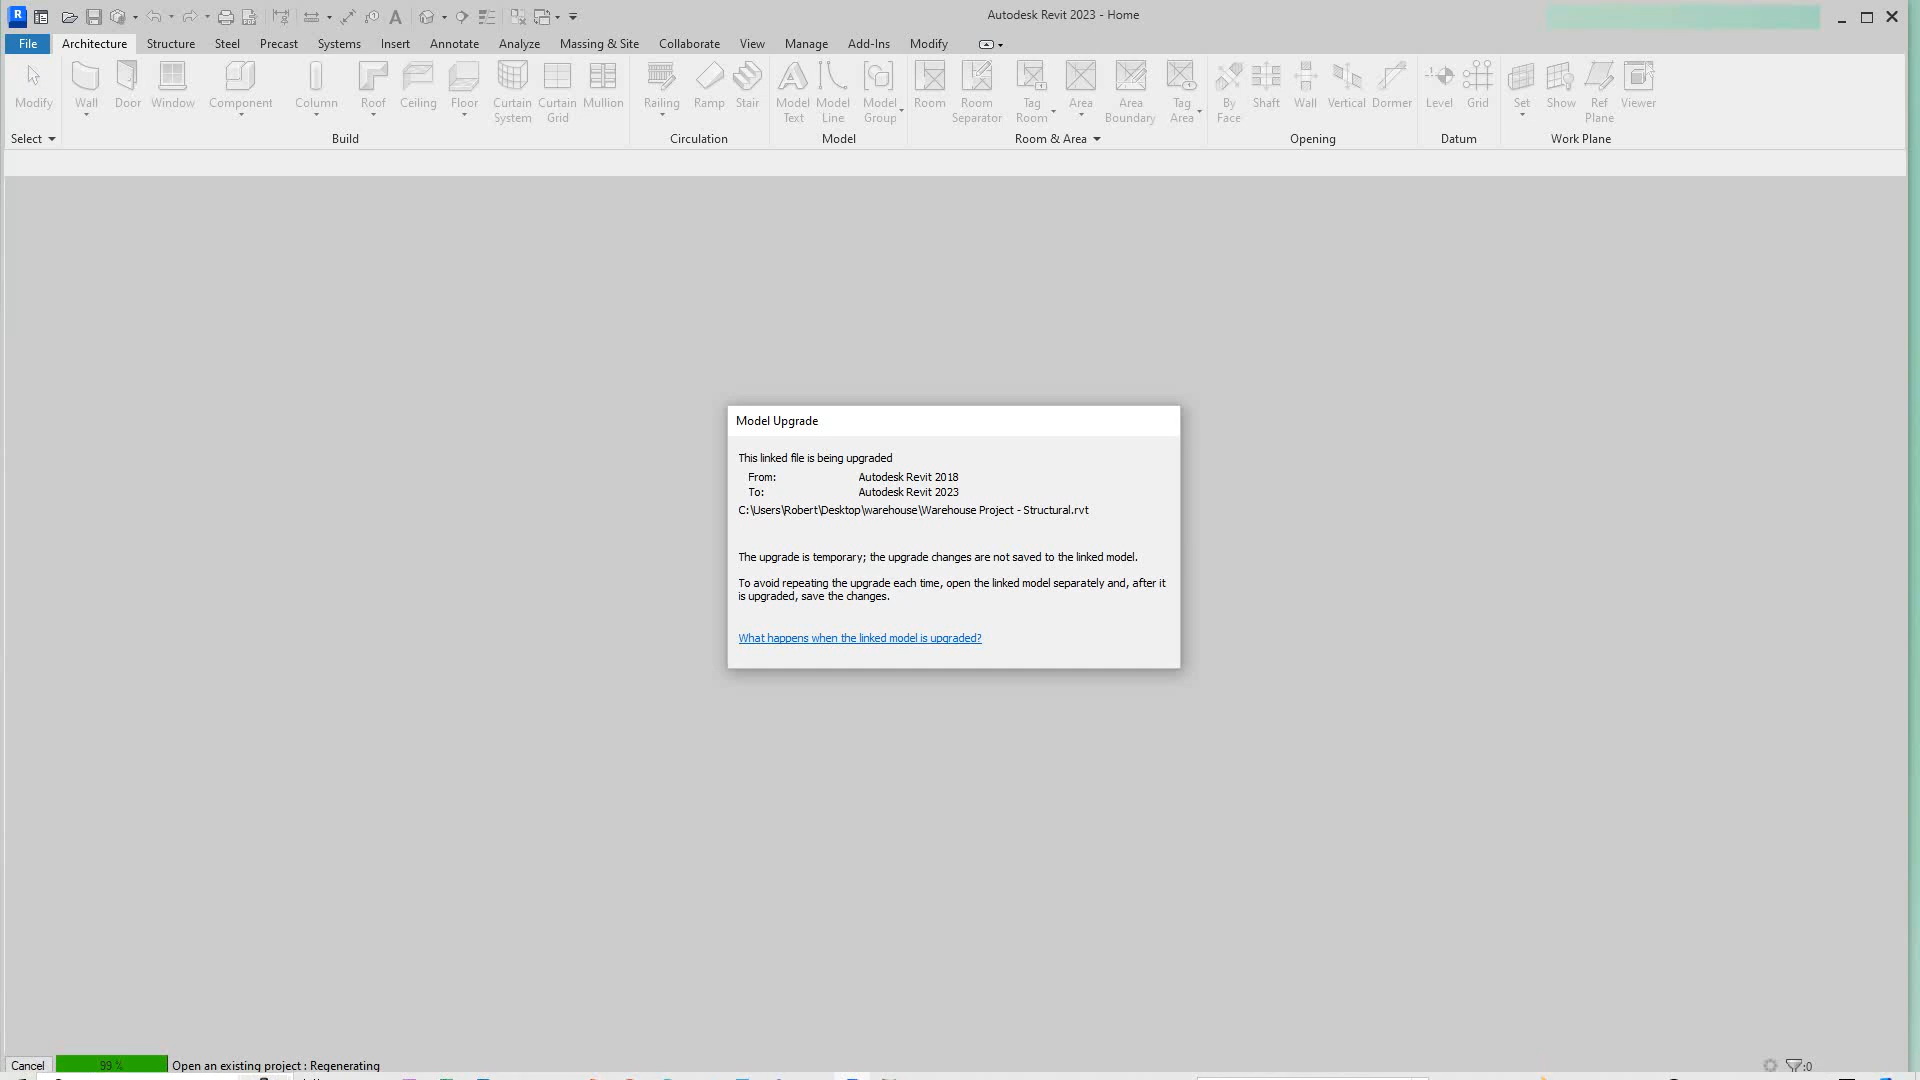 R
Autodesk Revit 2023 - Home
File Architecture Structure Steel Precast Systems Insert Annotate Analyze Massing & Site Collaborate View Manage Add-Ins Modify
Modify Wall Door Window Component Column Roof Ceiling Floor Curtain System Curtain Grid Mullion Railing Ramp Stair Model Text Model Line Model Group Room Room Separator Tag Room Area Area Boundary Tag Area By Face Shaft Wall Vertical Dormer Level Grid Set Show Ref Plane Viewer
Select Build Circulation Model Room & Area Opening Datum Work Plane
Model Upgrade
This linked file is being upgraded
From: Autodesk Revit 2018
To: Autodesk Revit 2023
C:\Users\Robert\Desktop\warehouse\Warehouse Project - Structural.rvt
The upgrade is temporary; the upgrade changes are not saved to the linked model.
To avoid repeating the upgrade each time, open the linked model separately and, after it
is upgraded, save the changes.
What happens when the linked model is upgraded?
Cancel 99 % Open an existing project : Regenerating :0